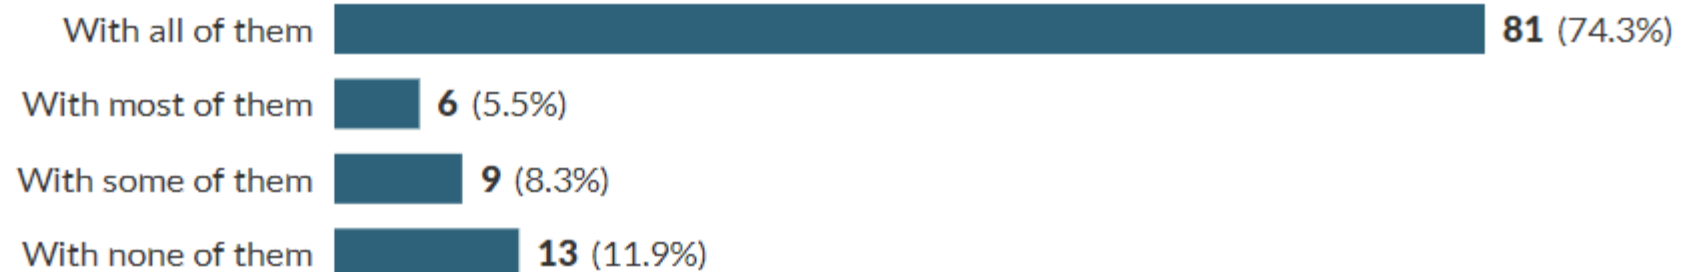 With all of them 81 (74.3%)
With most of them 6 (5.5%)
With some of them 9 (8.3%)
With none of them 13 (11.9%)